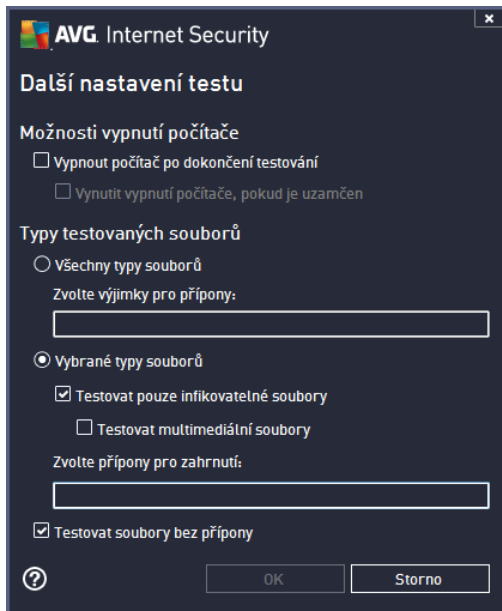 AVG. Internet Security
Další nastavení testu
Možnosti vypnutí počítače
Vypnout počítač po dokončení testování
Vynutit vypnutí počítače, pokud je uzamčen
Typy testovaných souborů
Všechny typy souborů
Zvolte výjimky pro přípony:
Vybrané typy souborů
Testovat pouze infikovatelné soubory
Testovat multimediální soubory
Zvolte přípony pro zahrnutí:
Testovat soubory bez přípony
OK
Storno